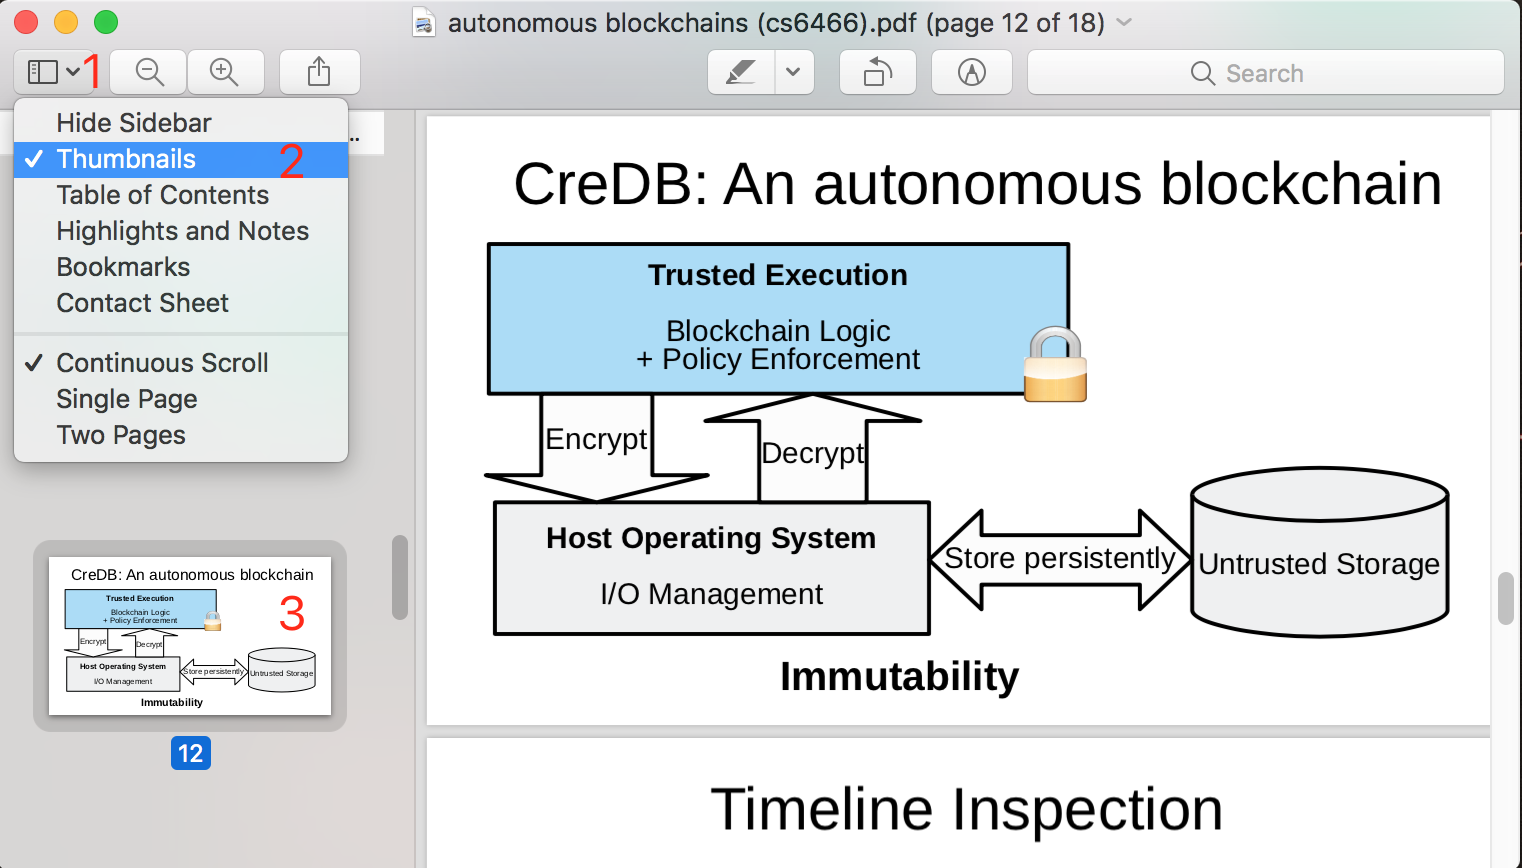 autonomous blockchains (cs6466).pdf (page 12 of 18)
1
Search
Hide Sidebar
..
✓ Thumbnails 2
Table of Contents
Highlights and Notes
Bookmarks
Contact Sheet
✓ Continuous Scroll
Single Page
Two Pages
CreDB: An autonomous blockchain
Trusted Execution
Blockchain Logic
+ Policy Enforcement
3
Encrypt
Decrypt
Host Operating System
I/O Management
Store persistently
Untrusted Storage
Immutability
12
CreDB: An autonomous blockchain
Trusted Execution
Blockchain Logic
+ Policy Enforcement
Encrypt
Decrypt
Host Operating System
I/O Management
Store persistently
Untrusted Storage
Immutability
Timeline Inspection